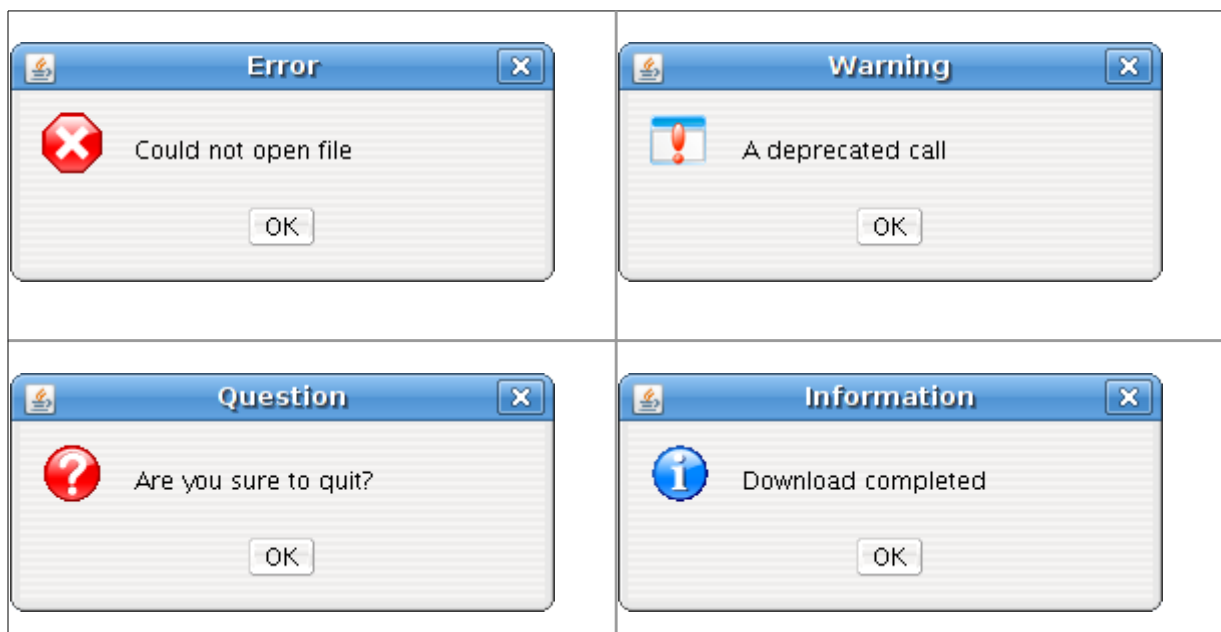 Error
Could not open file
OK
Warning
A deprecated call
OK
Question
Are you sure to quit?
OK
Information
Download completed
OK